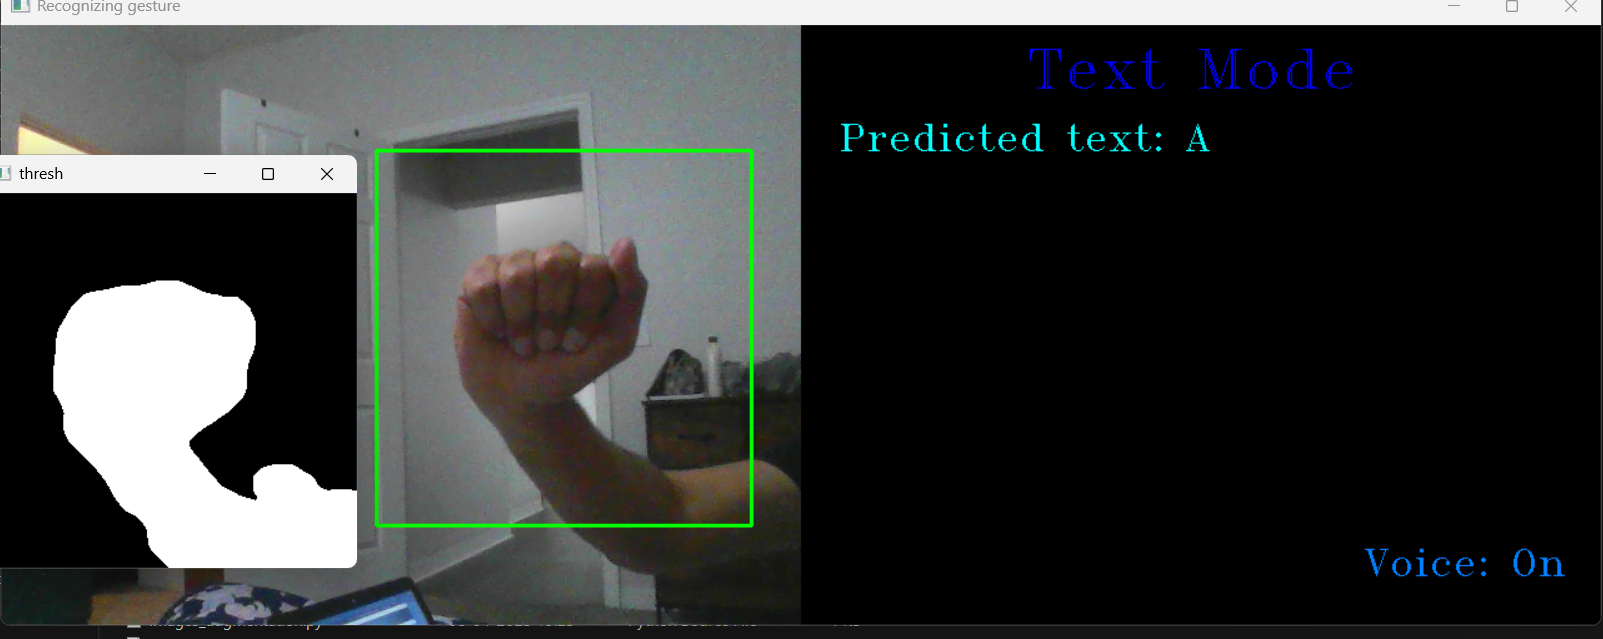 Recognizing gesture
Text Mode
Predicted text: A
thresh
Voice: On